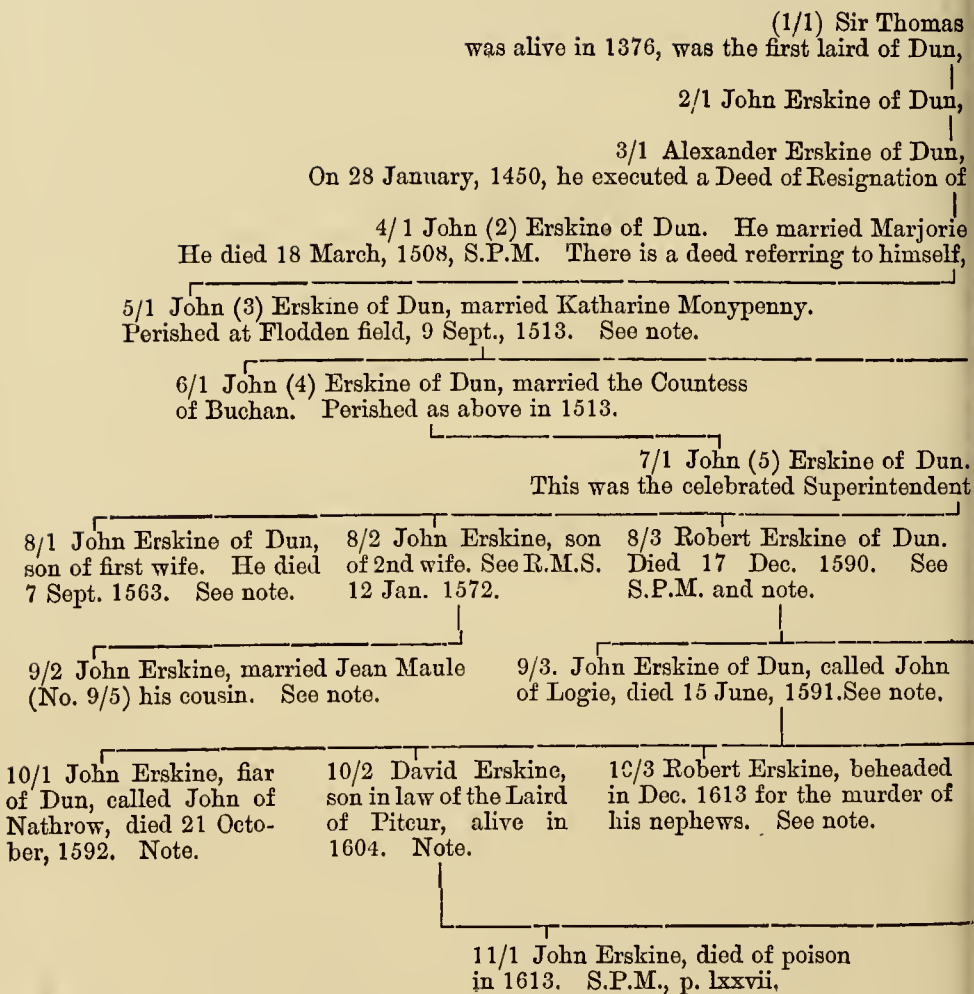 (1/1) Sir Thomas
was alive in 1376, was the first laird of Dun,
2/1 John Erskine of Dun,
3/1 Alexander Erskine of Dun,
On 28 January, 1450, he executed a Deed of Resignation of
4/1 John (2) Erskine of Dun. He married Marjorie
He died 18 March, 1508, S.P.M. There is a deed referring to himself,
5/1 John (3) Erskine of Dun, married Katharine Monypenny.
Perished at Flodden field, 9 Sept., 1513. See note.
6/1 John (4) Erskine of Dun, married the Countess
of Buchan. Perished as above in 1513.
7/1 John (5) Erskine of Dun.
This was the celebrated Superintendent
8/1 John Erskine of Dun,
son of first wife. He died
7 Sept. 1563. See note.
8/2 John Erskine, son
of 2nd wife. See R.M.S.
12 Jan. 1572.
8/3 Robert Erskine of Dun.
Died 17 Dec. 1590. See
S.P.M. and note.
9/2 John Erskine, married Jean Maule
(No. 9/5) his cousin. See note.
9/3. John Erskine of Dun, called John
of Logie, died 15 June, 1591.See note.
10/1 John Erskine, fiar
of Dun, called John of
Nathrow, died 21 Octo-
ber, 1592. Note.
10/2 David Erskine,
son in law of the Laird
of Pitcur, alive in
1604. Note.
10/3 Robert Erskine, beheaded
in Dec. 1613 for the murder of
his nephews. See note.
11/1 John Erskine, died of poison
in 1613. S.P.M., p. lxxvii.